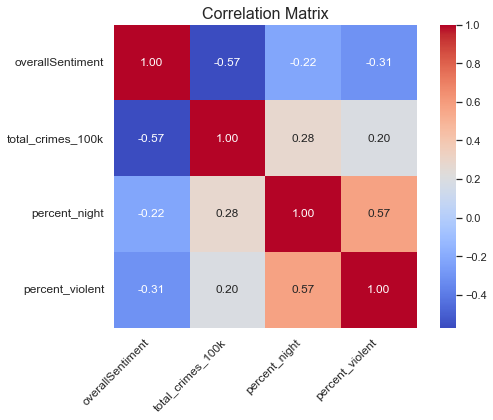 Correlation Matrix
overallSentiment 1.00 -0.57 -0.22 -0.31
total_crimes_100k -0.57 1.00 0.28 0.20
percent_night -0.22 0.28 1.00 0.57
percent_violent -0.31 0.20 0.57 1.00
overallSentiment total_crimes_100k percent_night percent_violent
1.0
0.8
0.6
0.4
0.2
0.0
-0.2
-0.4